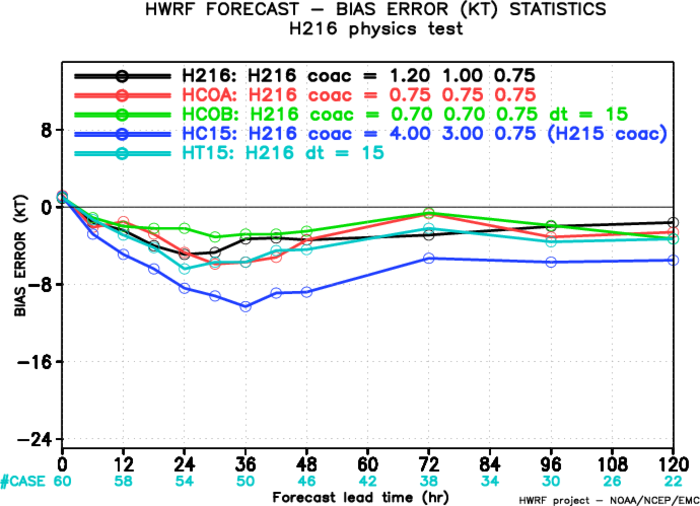 HWRF FORECAST – BIAS ERROR (KT) STATISTICS
H216 physics test
H216: H216 coac = 1.20 1.00 0.75
HC0A: H216 coac = 0.75 0.75 0.75
HC0B: H216 coac = 0.70 0.70 0.75 dt = 15
HC15: H216 coac = 4.00 3.00 0.75 (H215 coac)
HT15: H216 dt = 15
8
0
−8
−16
−24
BIAS ERROR (KT)
0 12 24 36 48 60 72 84 96 108 120
#CASE 60 58 54 50 46 42 38 34 30 26 22
Forecast lead time (hr)
HWRF project – NOAA/NCEP/EMC